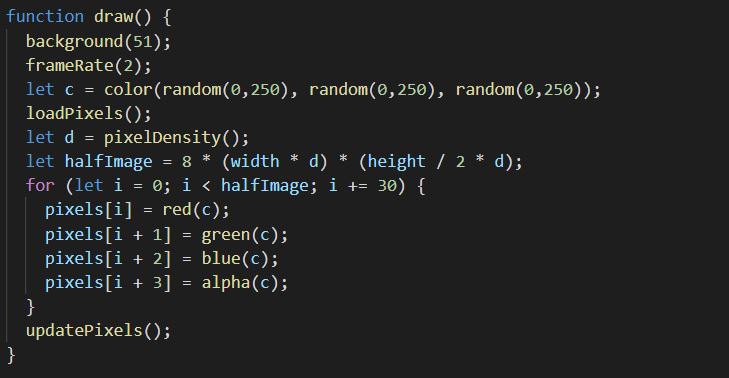 function draw() {
  background(51);
  frameRate(2);
  let c = color(random(0,250), random(0,250), random(0,250));
  loadPixels();
  let d = pixelDensity();
  let halfImage = 8 * (width * d) * (height / 2 * d);
  for (let i = 0; i < halfImage; i += 30) {
    pixels[i] = red(c);
    pixels[i + 1] = green(c);
    pixels[i + 2] = blue(c);
    pixels[i + 3] = alpha(c);
  }
  updatePixels();
}